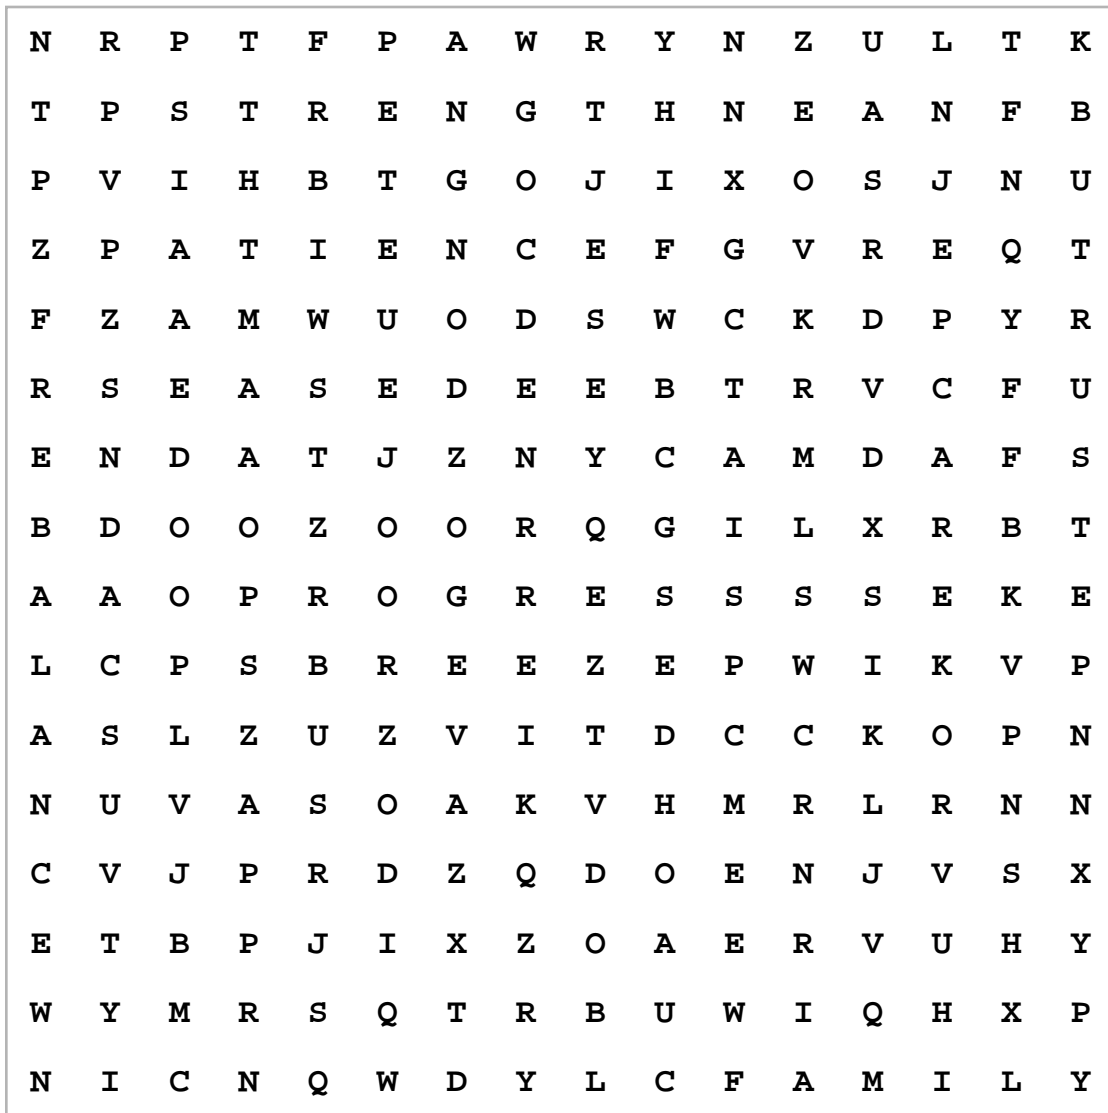 N R P T F P A W R Y N Z U L T K
T P S T R E N G T H N E A N F B
P V I H B T G O J I X O S J N U
Z P A T I E N C E F G V R E Q T
F Z A M W U O D S W C K D P Y R
R S E A S E D E E B T R V C F U
E N D A T J Z N Y C A M D A F S
B D O O Z O O R Q G I L X R B T
A A O P R O G R E S S S S E K E
L C P S B R E E Z E P W I K V P
A S L Z U Z V I T D C C K O P N
N U V A S O A K V H M R L R N N
C V J P R D Z Q D O E N J V S X
E T B P J I X Z O A E R V U H Y
W Y M R S Q T R B U W I Q H X P
N I C N Q W D Y L C F A M I L Y